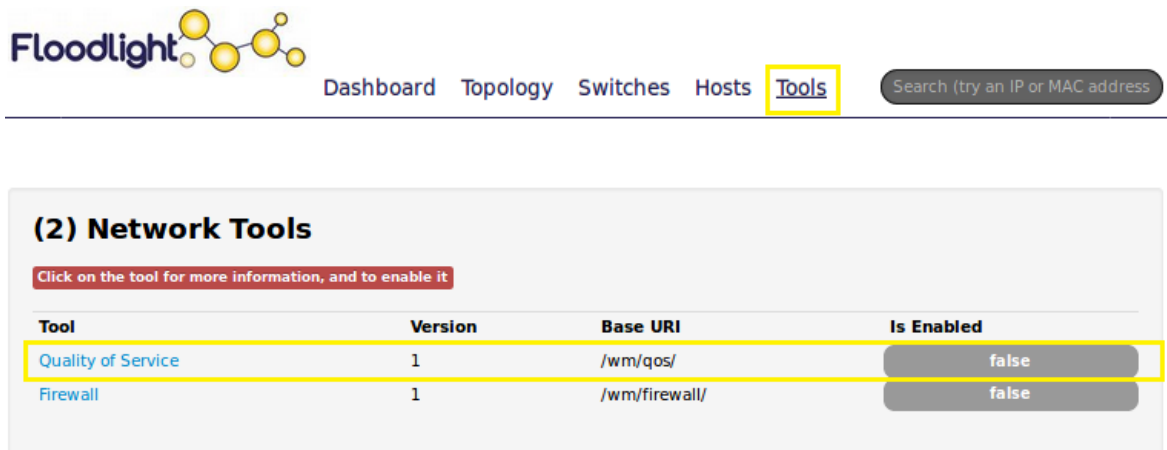 Floodlight
Dashboard Topology Switches Hosts Tools Search (try an IP or MAC address
(2) Network Tools
Click on the tool for more information, and to enable it
Tool Version Base URI Is Enabled
Quality of Service 1 /wm/qos/ false
Firewall 1 /wm/firewall/ false